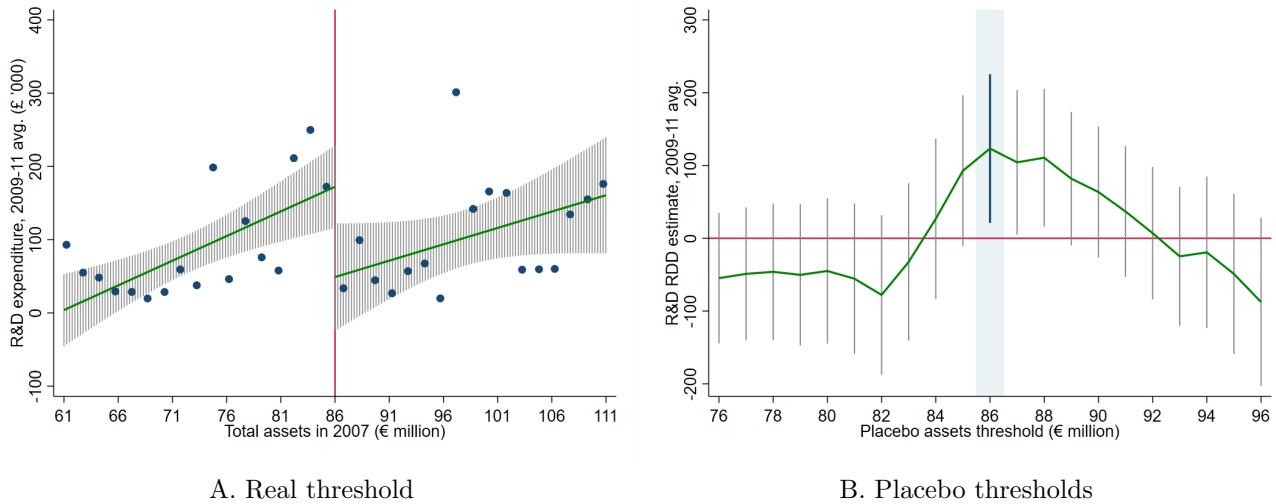 R&D expenditure, 2009-11 avg. (£ '000)
400
300
200
100
0
-100
61 66 71 76 81 86 91 96 101 106 111
Total assets in 2007 (€ million)
A. Real threshold
R&D RDD estimate, 2009-11 avg.
300
200
100
0
-100
-200
76 78 80 82 84 86 88 90 92 94 96
Placebo assets threshold (€ million)
B. Placebo thresholds